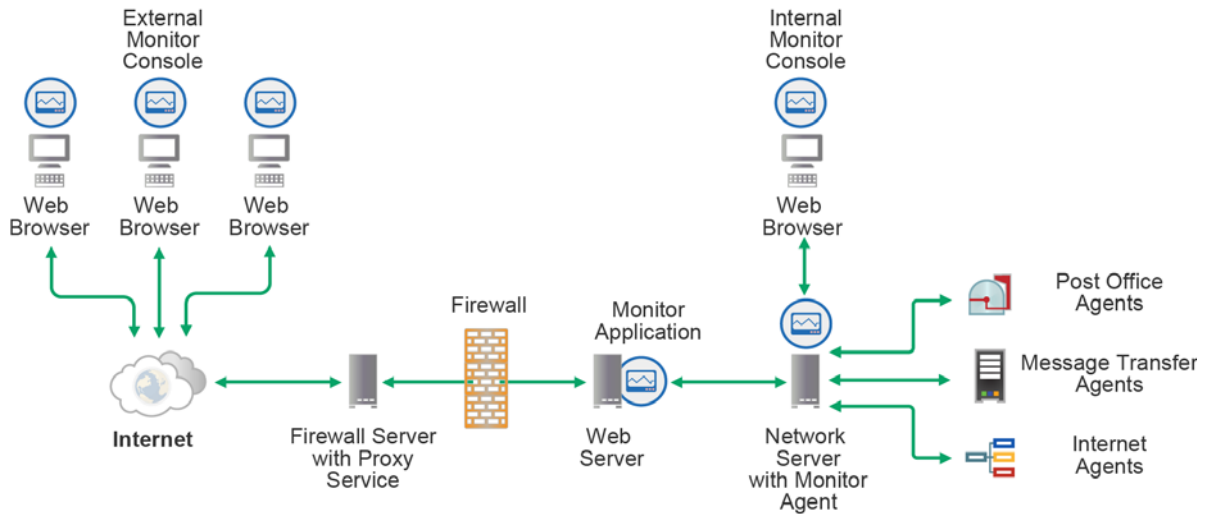 External
Monitor
Console
Internal
Monitor
Console
Web
Browser
Web
Browser
Web
Browser
Web
Browser
Firewall
Monitor
Application
Post Office
Agents
Message Transfer
Agents
Internet
Firewall Server
with Proxy
Service
Web
Server
Network
Server
with Monitor
Agent
Internet
Agents